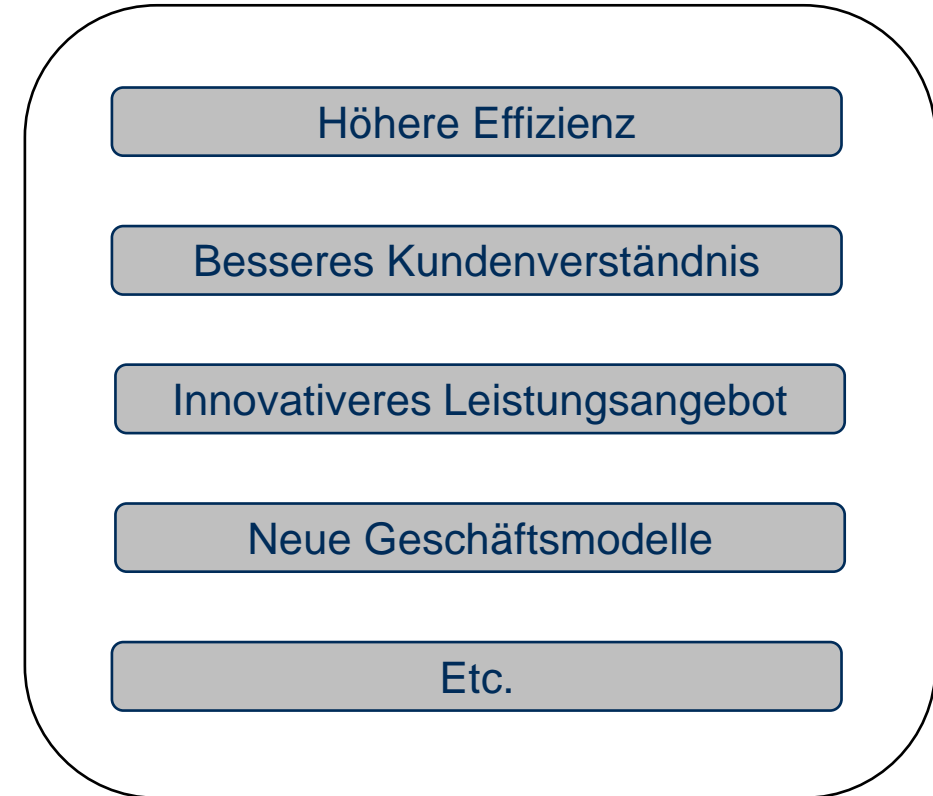 Höhere Effizienz
Besseres Kundenverständnis
Innovativeres Leistungsangebot
Neue Geschäftsmodelle
Etc.